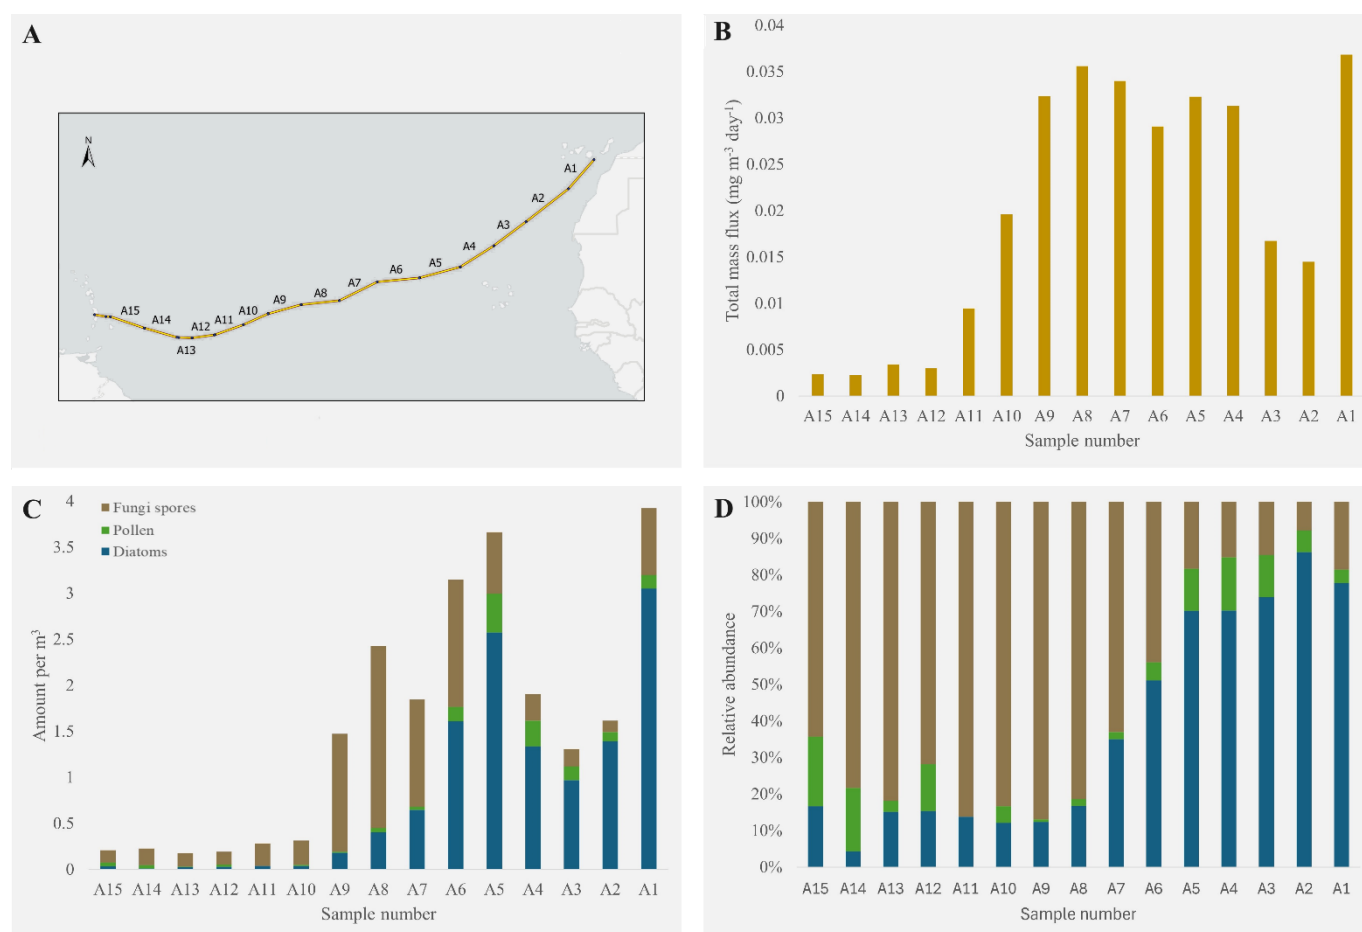 A
N
A1
A2
A3
A4
A5
A6
A7
A8
A9
A10
A11
A12
A13
A14
A15
B
Total mass flux (mg m⁻³ day⁻¹)
0.04
0.035
0.03
0.025
0.02
0.015
0.01
0.005
0
A15 A14 A13 A12 A11 A10 A9 A8 A7 A6 A5 A4 A3 A2 A1
Sample number
C
Fungi spores
Pollen
Diatoms
Amount per m³
4
3.5
3
2.5
2
1.5
1
0.5
0
A15 A14 A13 A12 A11 A10 A9 A8 A7 A6 A5 A4 A3 A2 A1
Sample number
D
Relative abundance
100%
90%
80%
70%
60%
50%
40%
30%
20%
10%
0%
A15 A14 A13 A12 A11 A10 A9 A8 A7 A6 A5 A4 A3 A2 A1
Sample number